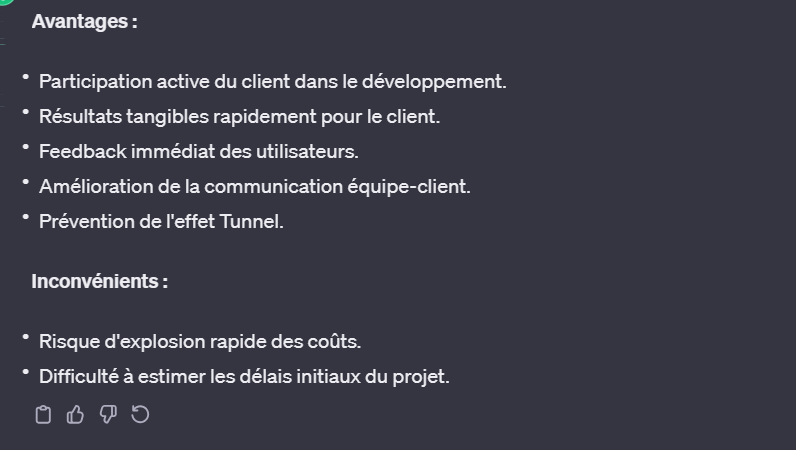 Avantages :
• Participation active du client dans le développement.
• Résultats tangibles rapidement pour le client.
• Feedback immédiat des utilisateurs.
• Amélioration de la communication équipe-client.
• Prévention de l'effet Tunnel.
Inconvénients :
• Risque d'explosion rapide des coûts.
• Difficulté à estimer les délais initiaux du projet.